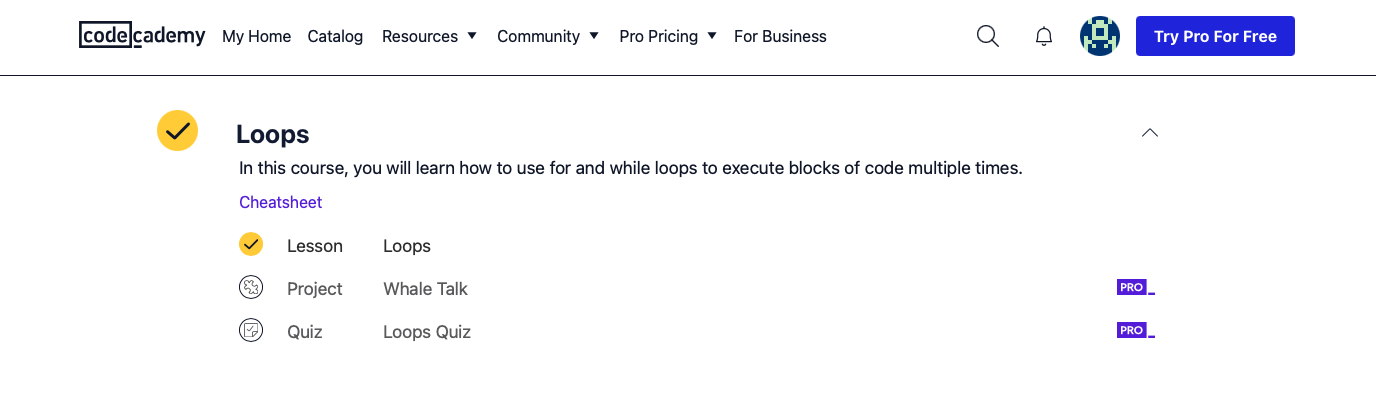 codecademy My Home Catalog Resources Community Pro Pricing For Business Try Pro For Free
Loops
In this course, you will learn how to use for and while loops to execute blocks of code multiple times.
Cheatsheet
Lesson Loops
Project Whale Talk PRO
Quiz Loops Quiz PRO